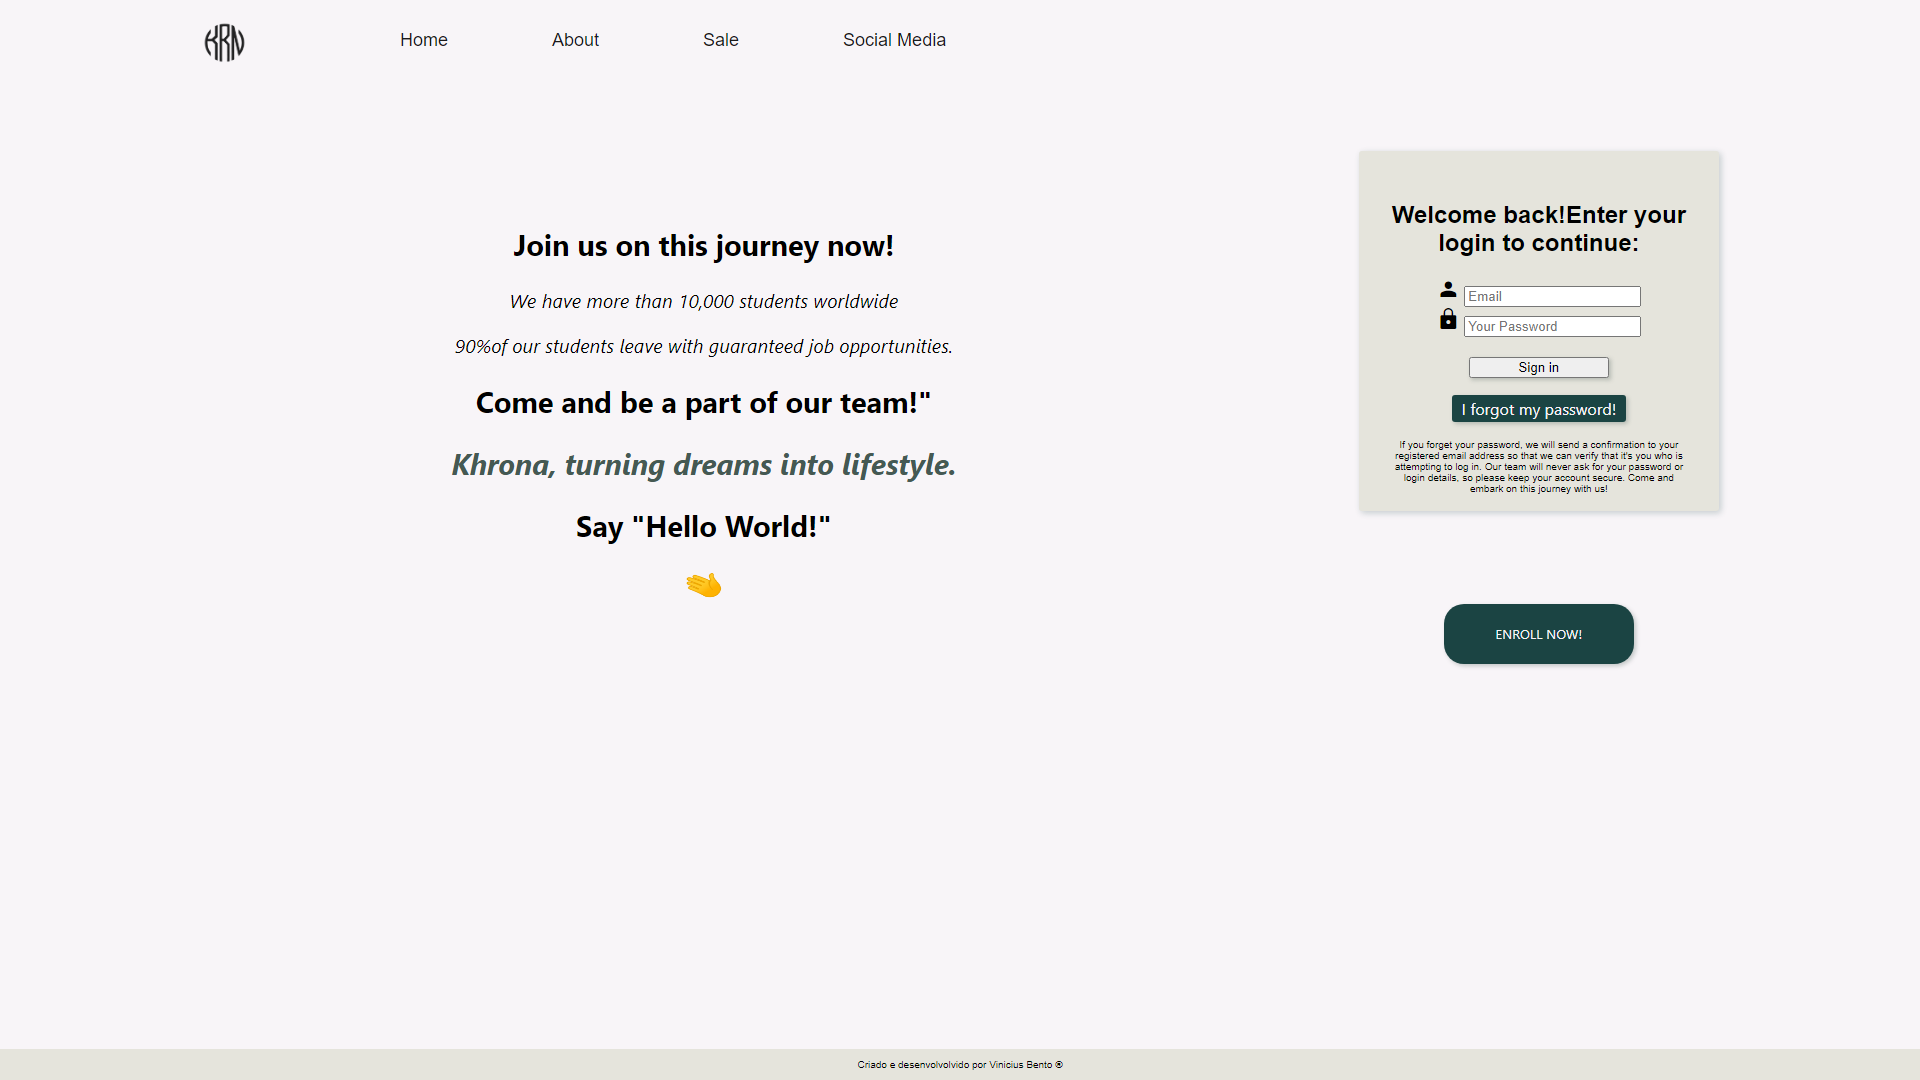 KRN
Home
About
Sale
Social Media
Join us on this journey now!
We have more than 10,000 students worldwide
90%of our students leave with guaranteed job opportunities.
Come and be a part of our team!"
Khrona, turning dreams into lifestyle.
Say "Hello World!"
Welcome back!Enter your
login to continue:
Email
Your Password
Sign in
I forgot my password!
If you forget your password, we will send a confirmation to your
registered email address so that we can verify that it's you who is
attempting to log in. Our team will never ask for your password or
login details, so please keep your account secure. Come and
embark on this journey with us!
ENROLL NOW!
Criado e desenvolvolvido por Vinicius Bento ®